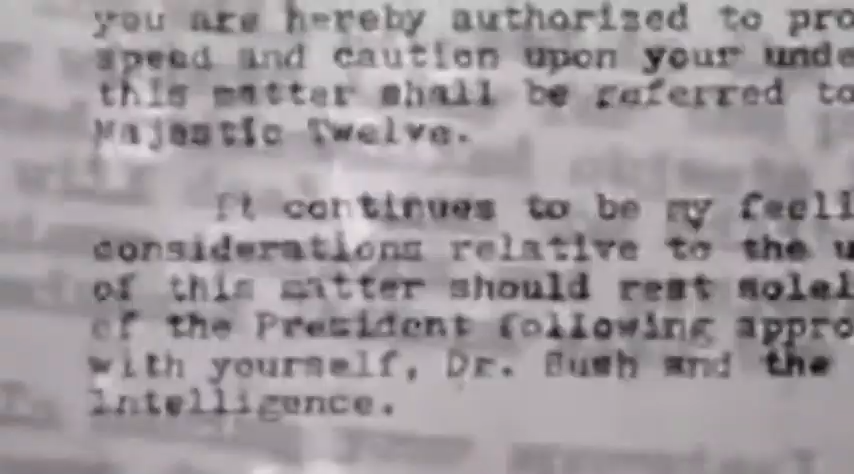 you are hereby authorized to pro
speed and caution upon your unde
this matter shall be referred to
Majestic Twelve.
It continues to be my feeli
considerations relative to the u
of this matter should rest solel
of the President following appro
with yourself, Dr. Bush and the
Intelligence.